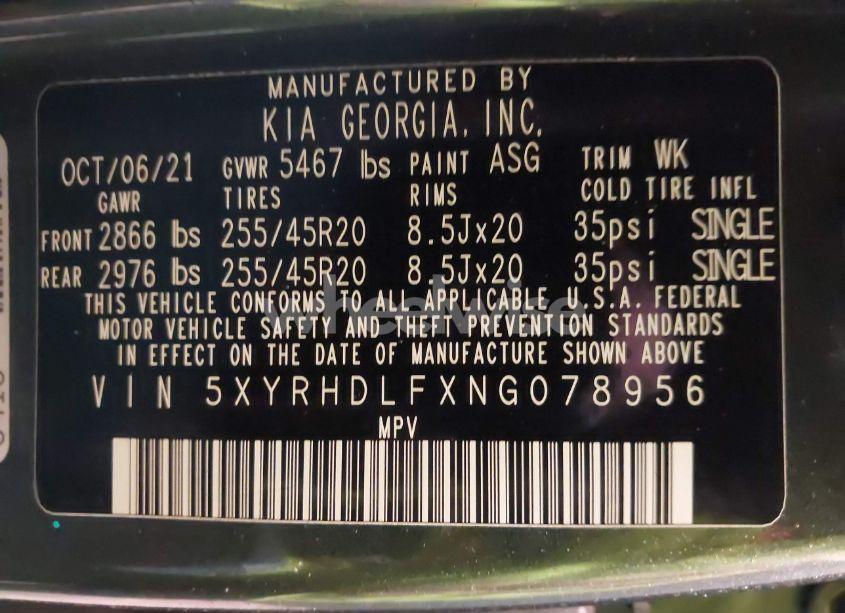 MANUFACTURED BY
KIA GEORGIA, INC.
OCT/06/21 GVWR 5467 lbs PAINT ASG TRIM WK
GAWR TIRES RIMS COLD TIRE INFL
FRONT 2866 lbs 255/45R20 8.5Jx20 35psi SINGLE
REAR 2976 lbs 255/45R20 8.5Jx20 35psi SINGLE
THIS VEHICLE CONFORMS TO ALL APPLICABLE U.S.A. FEDERAL
MOTOR VEHICLE SAFETY AND THEFT PREVENTION STANDARDS
IN EFFECT ON THE DATE OF MANUFACTURE SHOWN ABOVE
VIN 5XYRHDLFXNG078956
MPV
wheelwise